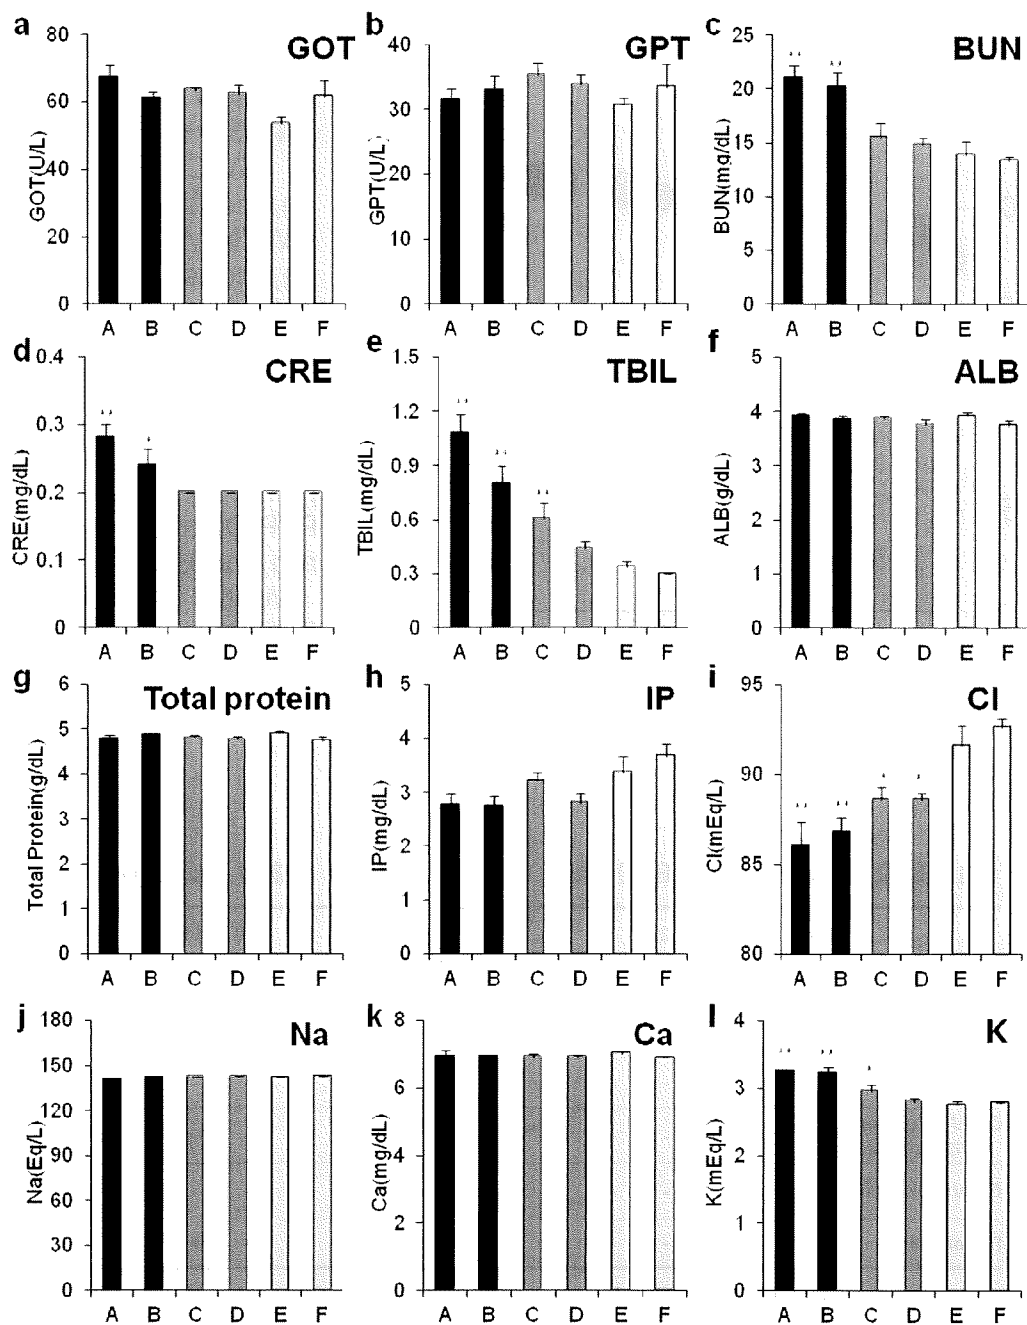 a
GOT
GOT(U/L)
80
60
40
20
0
A B C D E F
b
GPT
GPT(U/L)
40
30
20
10
0
A B C D E F
c
BUN
BUN(mg/dL)
25
20
15
10
5
0
** **
A B C D E F
d
CRE
CRE(mg/dL)
0.4
0.3
0.2
0.1
0
** *
A B C D E F
e
TBIL
TBIL(mg/dL)
1.5
1.2
0.9
0.6
0.3
0
** ** **
A B C D E F
f
ALB
ALB(g/dL)
5
4
3
2
1
0
A B C D E F
g
Total protein
Total Protein(g/dL)
6
5
4
3
2
1
0
A B C D E F
h
IP
IP(mg/dL)
5
4
3
2
1
0
A B C D E F
i
Cl
Cl(mEq/L)
95
90
85
80
** ** * *
A B C D E F
j
Na
Na(Eq/L)
180
150
120
90
60
30
0
A B C D E F
k
Ca
Ca(mg/dL)
8
6
4
2
0
A B C D E F
l
K
K(mEq/L)
4
3
2
1
0
** ** *
A B C D E F